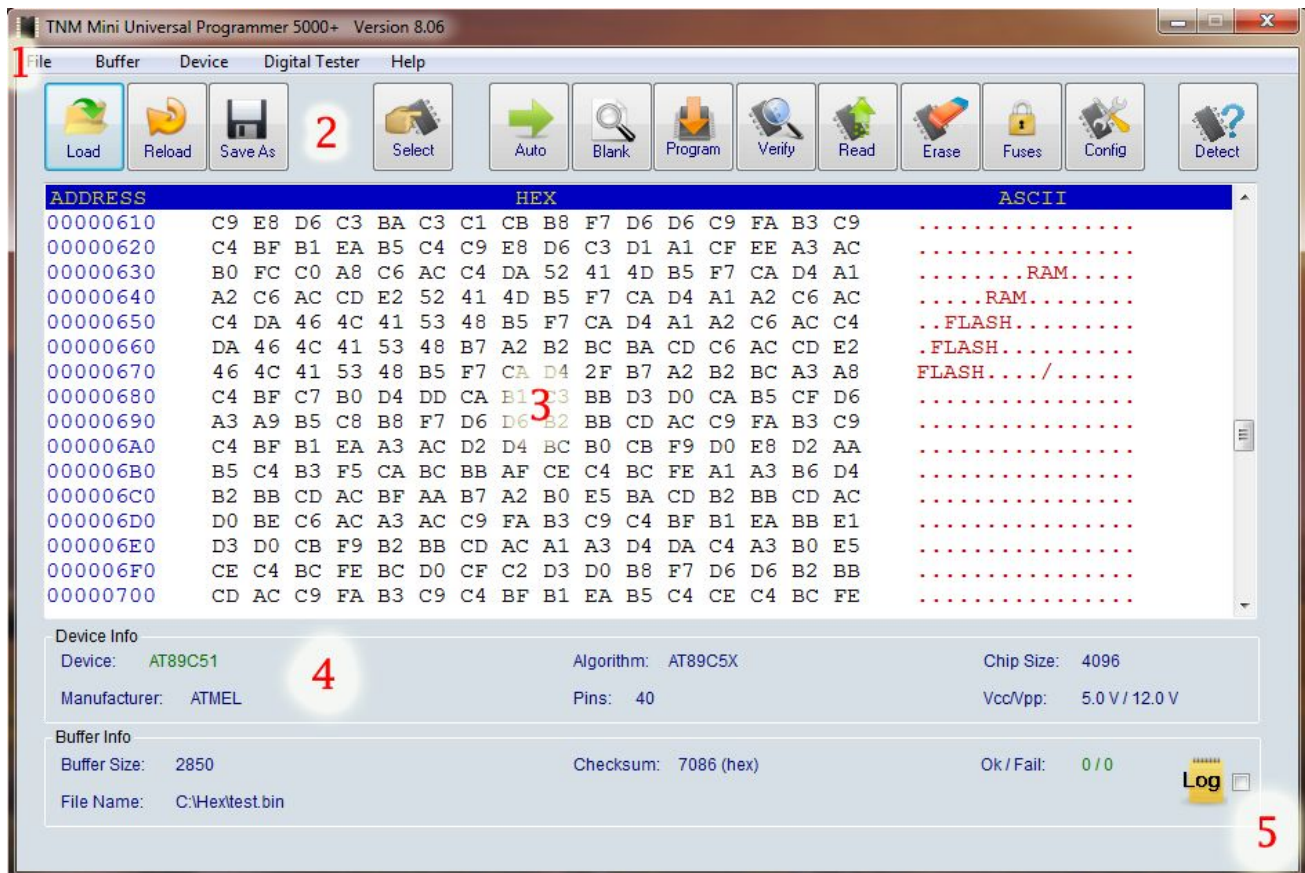 TNM Mini Universal Programmer 5000+ Version 8.06
1
File Buffer Device Digital Tester Help
Load Reload Save As 2 Select Auto Blank Program Verify Read Erase Fuses Config Detect
ADDRESS HEX ASCII
00000610 C9 E8 D6 C3 BA C3 C1 CB B8 F7 D6 D6 C9 FA B3 C9 ................
00000620 C4 BF B1 EA B5 C4 C9 E8 D6 C3 D1 A1 CF EE A3 AC ................
00000630 B0 FC C0 A8 C6 AC C4 DA 52 41 4D B5 F7 CA D4 A1 ........RAM.....
00000640 A2 C6 AC CD E2 52 41 4D B5 F7 CA D4 A1 A2 C6 AC .....RAM........
00000650 C4 DA 46 4C 41 53 48 B5 F7 CA D4 A1 A2 C6 AC C4 ..FLASH.........
00000660 DA 46 4C 41 53 48 B7 A2 B2 BC BA CD C6 AC CD E2 .FLASH..........
00000670 46 4C 41 53 48 B5 F7 CA D4 2F B7 A2 B2 BC A3 A8 FLASH..../......
00000680 C4 BF C7 B0 D4 DD CA B1 C3 BB D3 D0 CA B5 CF D6 ................
3
00000690 A3 A9 B5 C8 B8 F7 D6 D6 B2 BB CD AC C9 FA B3 C9 ................
000006A0 C4 BF B1 EA A3 AC D2 D4 BC B0 CB F9 D0 E8 D2 AA ................
000006B0 B5 C4 B3 F5 CA BC BB AF CE C4 BC FE A1 A3 B6 D4 ................
000006C0 B2 BB CD AC BF AA B7 A2 B0 E5 BA CD B2 BB CD AC ................
000006D0 D0 BE C6 AC A3 AC C9 FA B3 C9 C4 BF B1 EA BB E1 ................
000006E0 D3 D0 CB F9 B2 BB CD AC A1 A3 D4 DA C4 A3 B0 E5 ................
000006F0 CE C4 BC FE BC D0 CF C2 D3 D0 B8 F7 D6 D6 B2 BB ................
00000700 CD AC C9 FA B3 C9 C4 BF B1 EA B5 C4 CE C4 BC FE ................
Device Info
Device: AT89C51 Algorithm: AT89C5X Chip Size: 4096
4
Manufacturer: ATMEL Pins: 40 Vcc/Vpp: 5.0 V / 12.0 V
Buffer Info
Buffer Size: 2850 Checksum: 7086 (hex) Ok / Fail: 0 / 0
Log
File Name: C:\Hex\test.bin
5